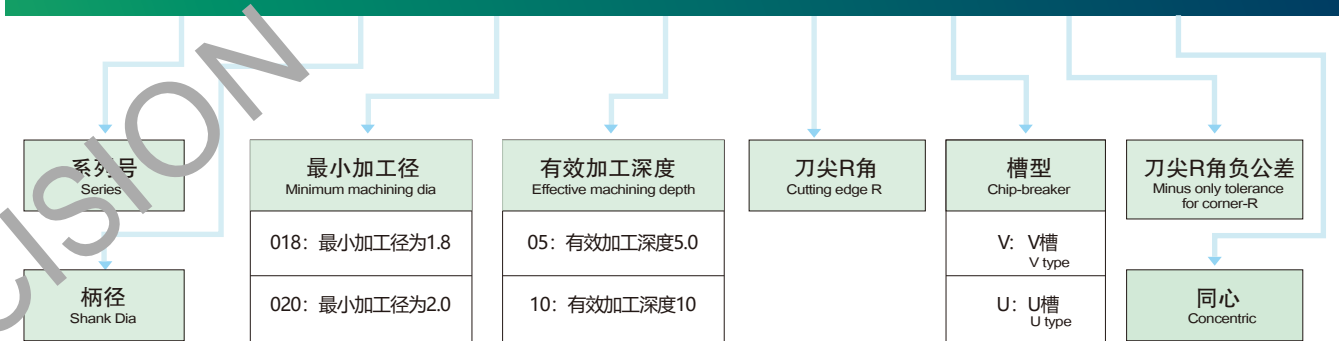 CISION
系列号
Series
最小加工径
Minimum machining dia
有效加工深度
Effective machining depth
刀尖R角
Cutting edge R
槽型
Chip-breaker
刀尖R角负公差
Minus only tolerance
for corner-R
018：最小加工径为1.8
05：有效加工深度5.0
V：V槽
V type
柄径
Shank Dia
020：最小加工径为2.0
10：有效加工深度10
U：U槽
U type
同心
Concentric